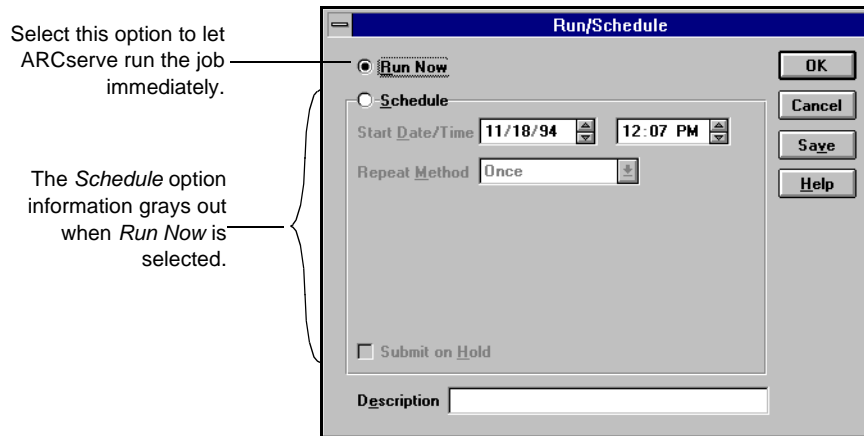 Select this option to let
ARCserve run the job
immediately.
The Schedule option
information grays out
when Run Now is
selected.
Run/Schedule
Run Now
Schedule
Start Date/Time 11/18/94 12:07 PM
Repeat Method Once
Submit on Hold
Description
OK
Cancel
Save
Help